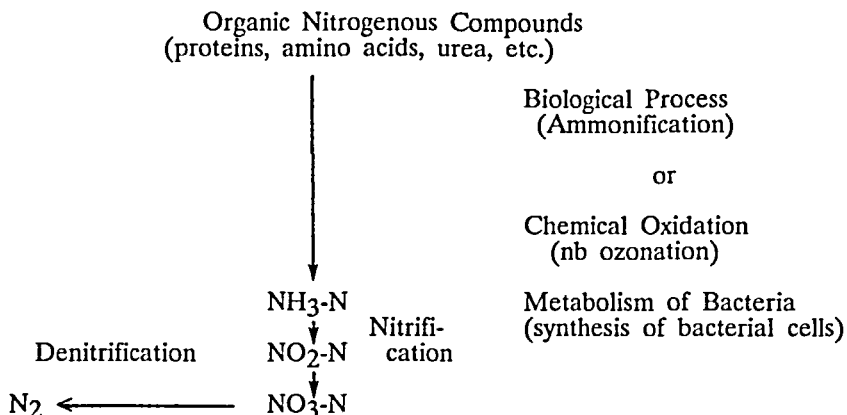 Organic Nitrogenous Compounds
(proteins, amino acids, urea, etc.)
Biological Process
(Ammonification)
or
Chemical Oxidation
(nb ozonation)
Metabolism of Bacteria
(synthesis of bacterial cells)
NH3-N
Nitrifi-
cation
Denitrification
NO2-N
N2
NO3-N